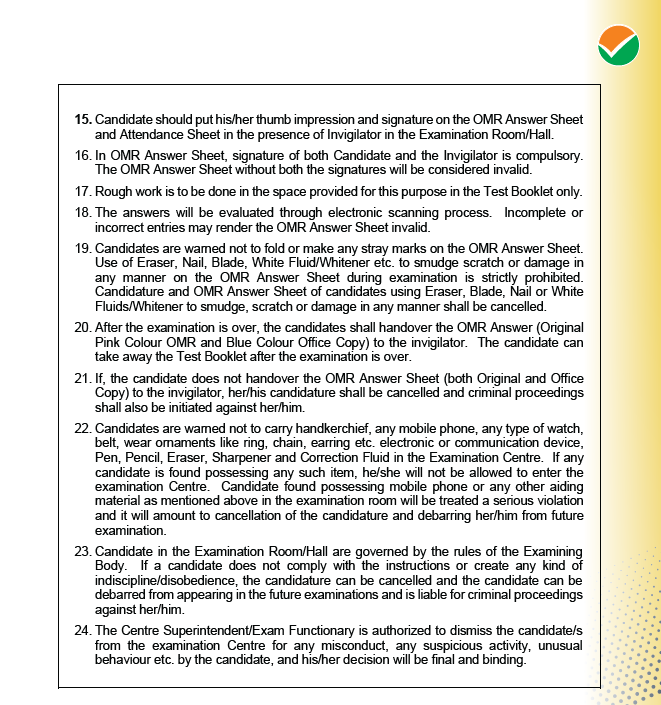 15. Candidate should put his/her thumb impression and signature on the OMR Answer Sheet
and Attendance Sheet in the presence of Invigilator in the Examination Room/Hall.
16. In OMR Answer Sheet, signature of both Candidate and the Invigilator is compulsory.
The OMR Answer Sheet without both the signatures will be considered invalid.
17. Rough work is to be done in the space provided for this purpose in the Test Booklet only.
18. The answers will be evaluated through electronic scanning process. Incomplete or
incorrect entries may render the OMR Answer Sheet invalid.
19. Candidates are warned not to fold or make any stray marks on the OMR Answer Sheet.
Use of Eraser, Nail, Blade, White Fluid/Whitener etc. to smudge scratch or damage in
any manner on the OMR Answer Sheet during examination is strictly prohibited.
Candidature and OMR Answer Sheet of candidates using Eraser, Blade, Nail or White
Fluids/Whitener to smudge, scratch or damage in any manner shall be cancelled.
20. After the examination is over, the candidates shall handover the OMR Answer (Original
Pink Colour OMR and Blue Colour Office Copy) to the invigilator. The candidate can
take away the Test Booklet after the examination is over.
21. If, the candidate does not handover the OMR Answer Sheet (both Original and Office
Copy) to the invigilator, her/his candidature shall be cancelled and criminal proceedings
shall also be initiated against her/him.
22. Candidates are warned not to carry handkerchief, any mobile phone, any type of watch,
belt, wear ornaments like ring, chain, earring etc. electronic or communication device,
Pen, Pencil, Eraser, Sharpener and Correction Fluid in the Examination Centre. If any
candidate is found possessing any such item, he/she will not be allowed to enter the
examination Centre. Candidate found possessing mobile phone or any other aiding
material as mentioned above in the examination room will be treated a serious violation
and it will amount to cancellation of the candidature and debarring her/him from future
examination.
23. Candidate in the Examination Room/Hall are governed by the rules of the Examining
Body. If a candidate does not comply with the instructions or create any kind of
indiscipline/disobedience, the candidature can be cancelled and the candidate can be
debarred from appearing in the future examinations and is liable for criminal proceedings
against her/him.
24. The Centre Superintendent/Exam Functionary is authorized to dismiss the candidate/s
from the examination Centre for any misconduct, any suspicious activity, unusual
behaviour etc. by the candidate, and his/her decision will be final and binding.